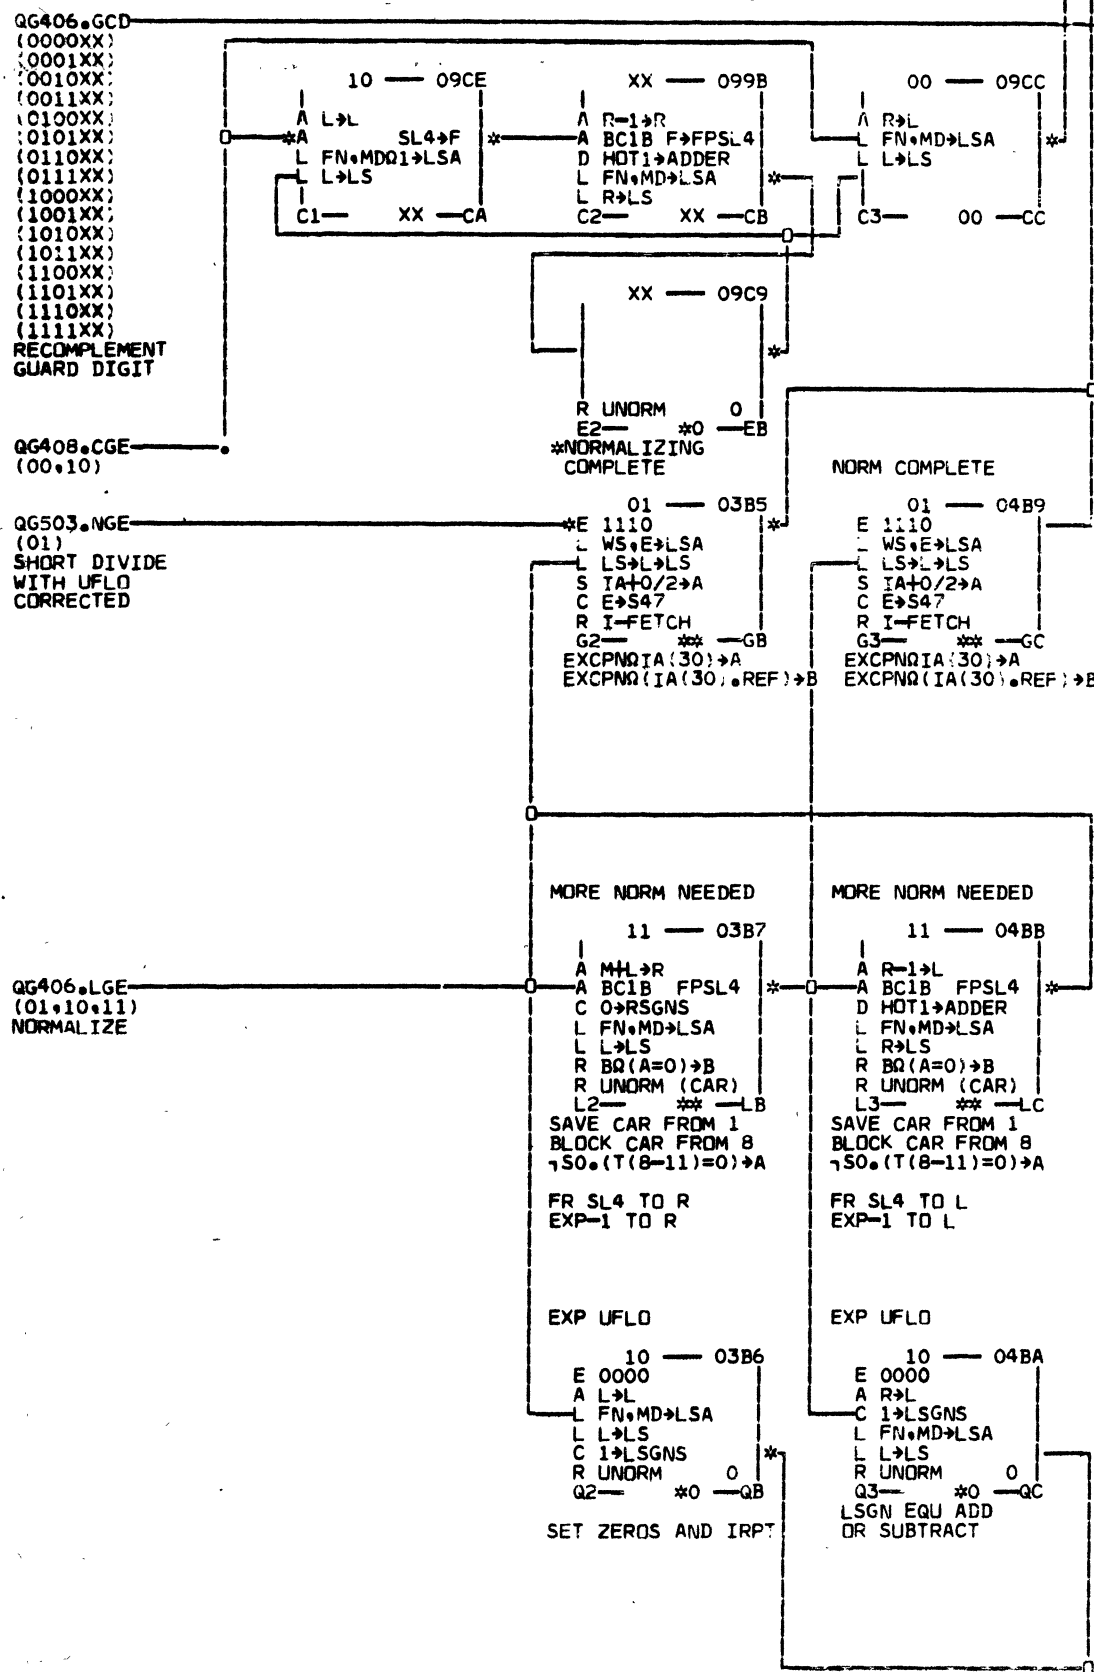 QG406.GCD
(0000XX)
(0001XX)
(0010XX)
(0011XX)
(0100XX)
(0101XX)
(0110XX)
(0111XX)
(1000XX)
(1001XX)
(1010XX)
(1011XX)
(1100XX)
(1101XX)
(1110XX)
(1111XX)
RECOMPLEMENT
GUARD DIGIT
10 — 09CE
A L→L
*A SL4→F *
L FN,MDΩ1→LSA
L L→LS
C1— XX —CA
XX — 099B
A R-1→R
A BC1B F→FPSL4
D HOT1→ADDER
L FN,MD→LSA *
L R→LS
C2— XX —CB
00 — 09CC
A R→L
L FN,MD→LSA *
L L→LS
C3— 00 —CC
XX — 09C9
*
R UNORM 0
E2— *0 —EB
*NORMALIZING
COMPLETE
QG408.CGE
(00,10)
QG503.NGE
(01)
SHORT DIVIDE
WITH UFLO
CORRECTED
01 — 03B5
*E 1110 *
L WS,E→LSA
L LS→L→LS
S IA+0/2→A
C E→S47
R I-FETCH
G2— ** —GB
EXCPNΩIA(30)→A
EXCPNΩ(IA(30).REF)→B
NORM COMPLETE
01 — 04B9
E 1110
L WS,E→LSA
L LS→L→LS
S IA+0/2→A
C E→S47
R I-FETCH
G3— ** —GC
EXCPNΩIA(30)→A
EXCPNΩ(IA(30).REF)→B
QG406.LGE
(01,10,11)
NORMALIZE
MORE NORM NEEDED
11 — 03B7
A M+L→R
A BC1B FPSL4 *
C 0→RSGNS
L FN,MD→LSA
L L→LS
R BΩ(A=0)→B
R UNORM (CAR)
L2— ** —LB
SAVE CAR FROM 1
BLOCK CAR FROM 8
¬S0.(T(8-11)=0)→A
FR SL4 TO R
EXP-1 TO R
MORE NORM NEEDED
11 — 04BB
A R-1→L
A BC1B FPSL4 *
D HOT1→ADDER
L FN,MD→LSA
L R→LS
R BΩ(A=0)→B
R UNORM (CAR)
L3— ** —LC
SAVE CAR FROM 1
BLOCK CAR FROM 8
¬S0.(T(8-11)=0)→A
FR SL4 TO L
EXP-1 TO L
EXP UFLO
10 — 03B6
E 0000
A L→L
L FN,MD→LSA
L L→LS
C 1→LSGNS *
R UNORM 0
Q2— *0 —QB
SET ZEROS AND IRPT
EXP UFLO
10 — 04BA
E 0000
A R→L
C 1→LSGNS
L FN,MD→LSA
L L→LS
R UNORM 0
Q3— *0 —QC
LSGN EQU ADD
OR SUBTRACT